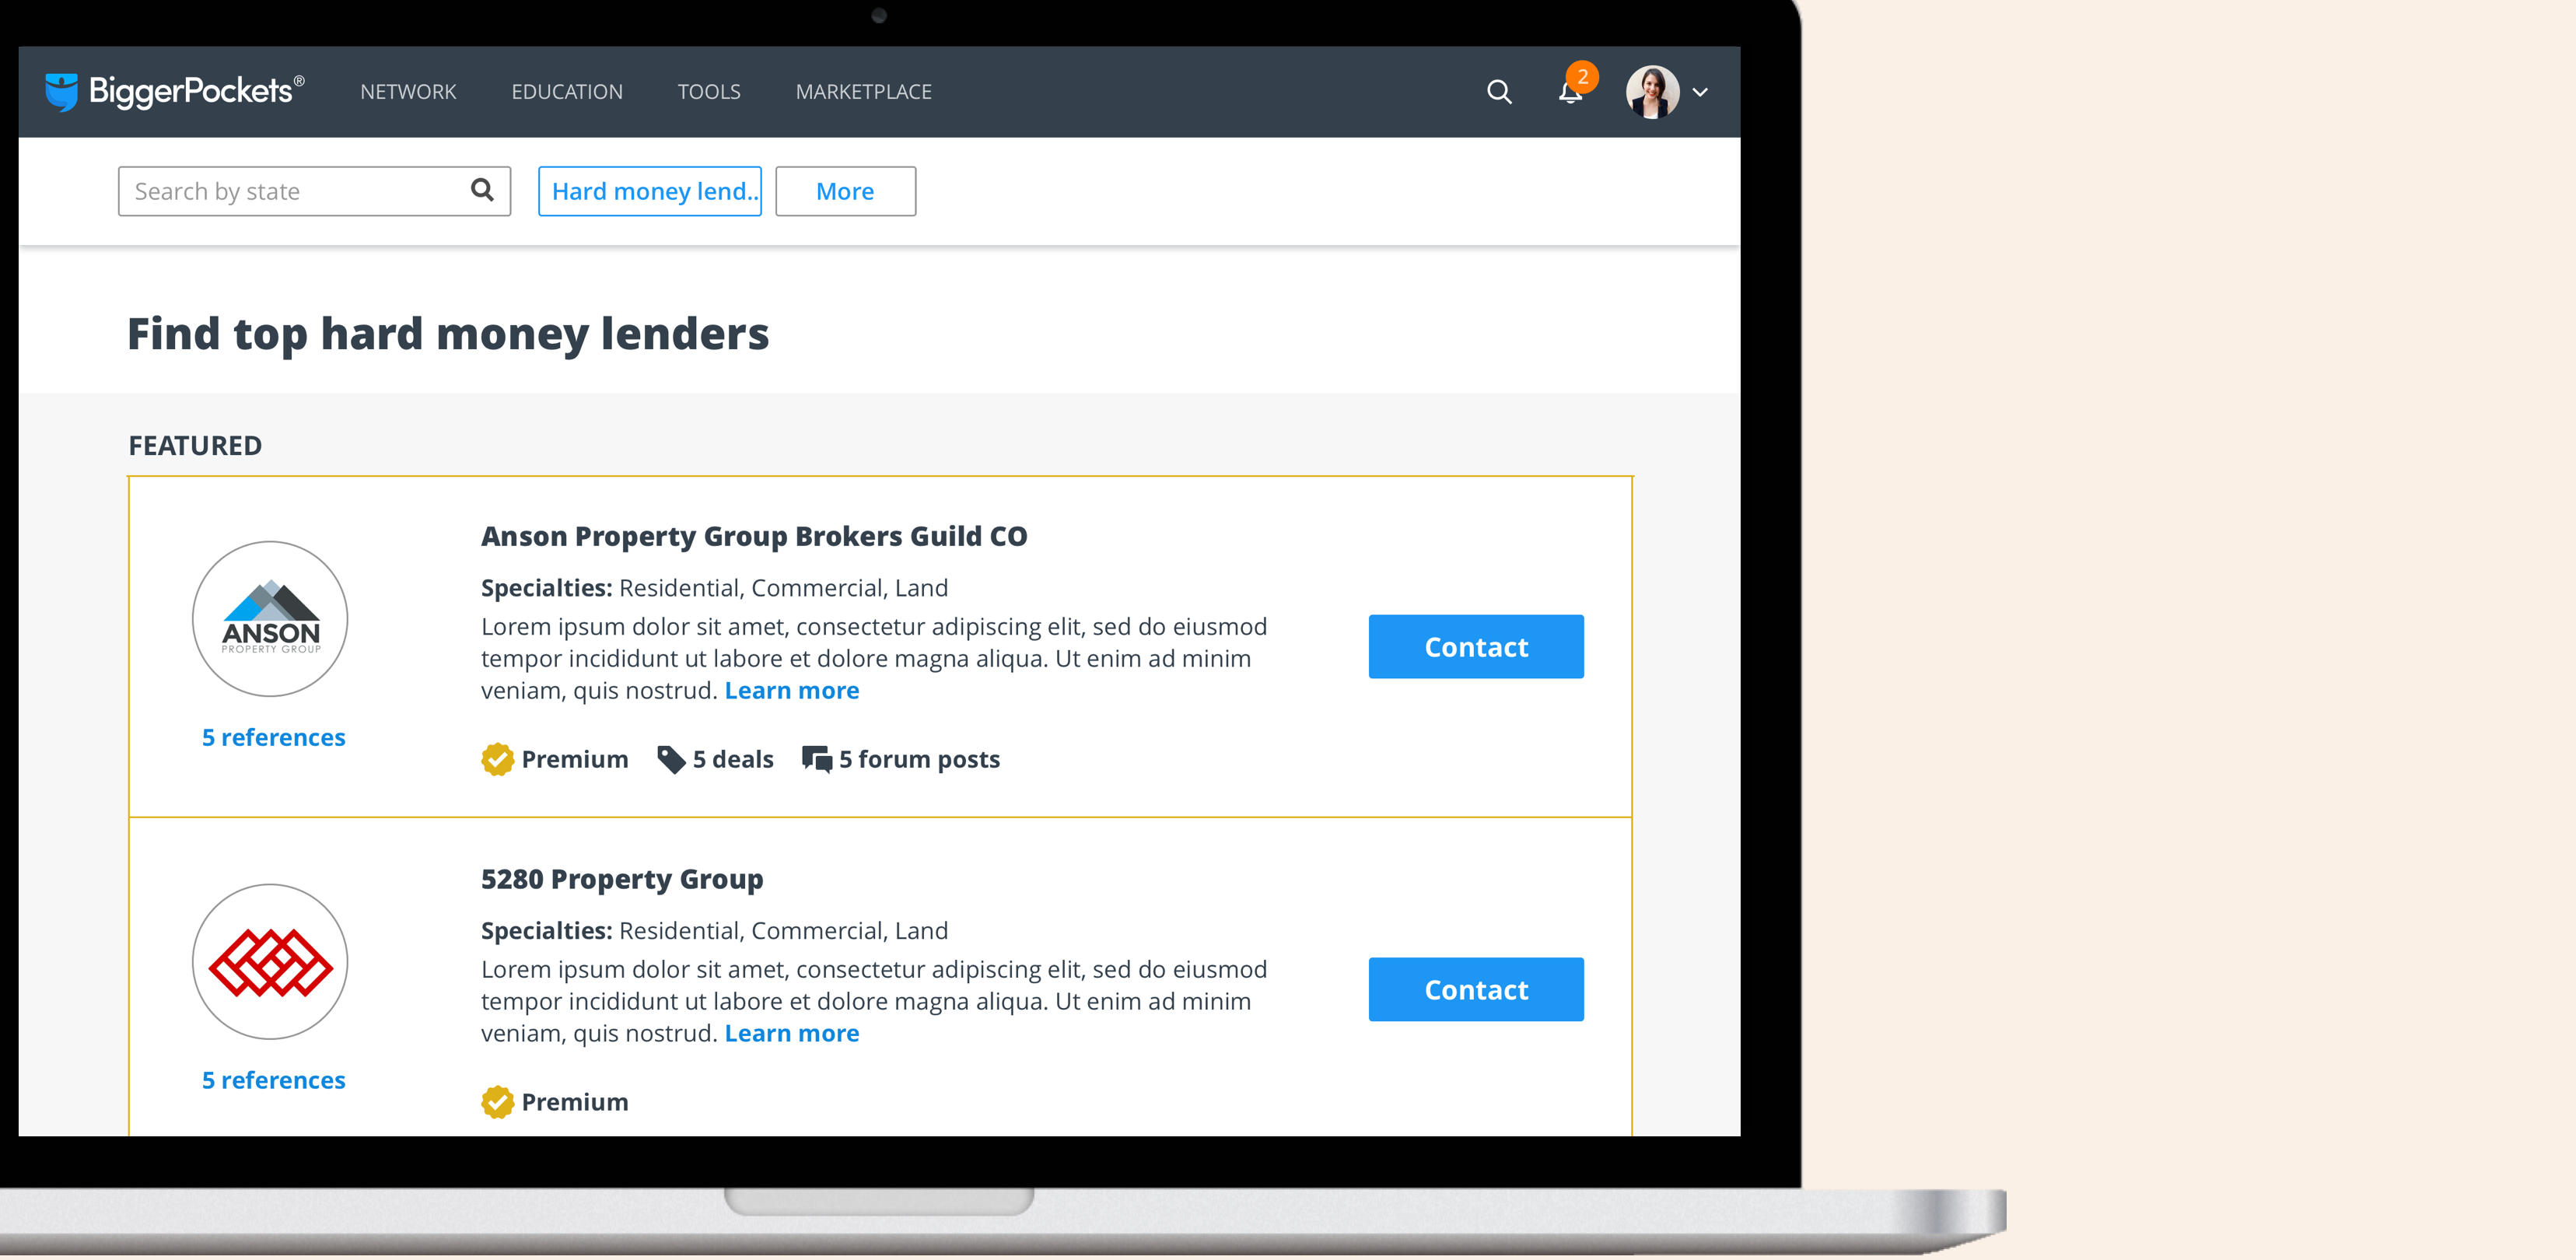 BiggerPockets®
NETWORK
EDUCATION
TOOLS
MARKETPLACE
2
Search by state
Hard money lend..
More
Find top hard money lenders
FEATURED
Anson Property Group Brokers Guild CO
Specialties: Residential, Commercial, Land
Lorem ipsum dolor sit amet, consectetur adipiscing elit, sed do eiusmod
tempor incididunt ut labore et dolore magna aliqua. Ut enim ad minim
veniam, quis nostrud. Learn more
ANSON
PROPERTY GROUP
5 references
Contact
Premium
5 deals
5 forum posts
5280 Property Group
Specialties: Residential, Commercial, Land
Lorem ipsum dolor sit amet, consectetur adipiscing elit, sed do eiusmod
tempor incididunt ut labore et dolore magna aliqua. Ut enim ad minim
veniam, quis nostrud. Learn more
5 references
Contact
Premium